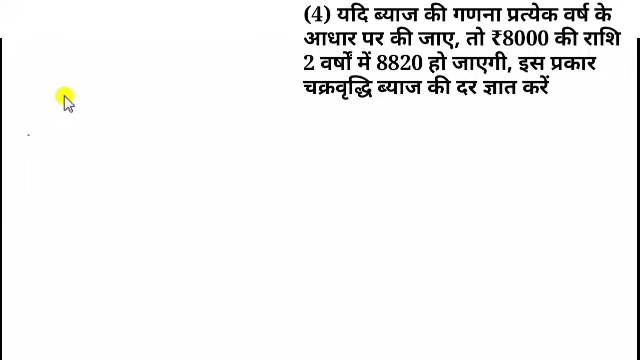 (4) यदि ब्याज की गणना प्रत्येक वर्ष के
आधार पर की जाए, तो ₹8000 की राशि
2 वर्षों में 8820 हो जाएगी, इस प्रकार
चक्रवृद्धि ब्याज की दर ज्ञात करें